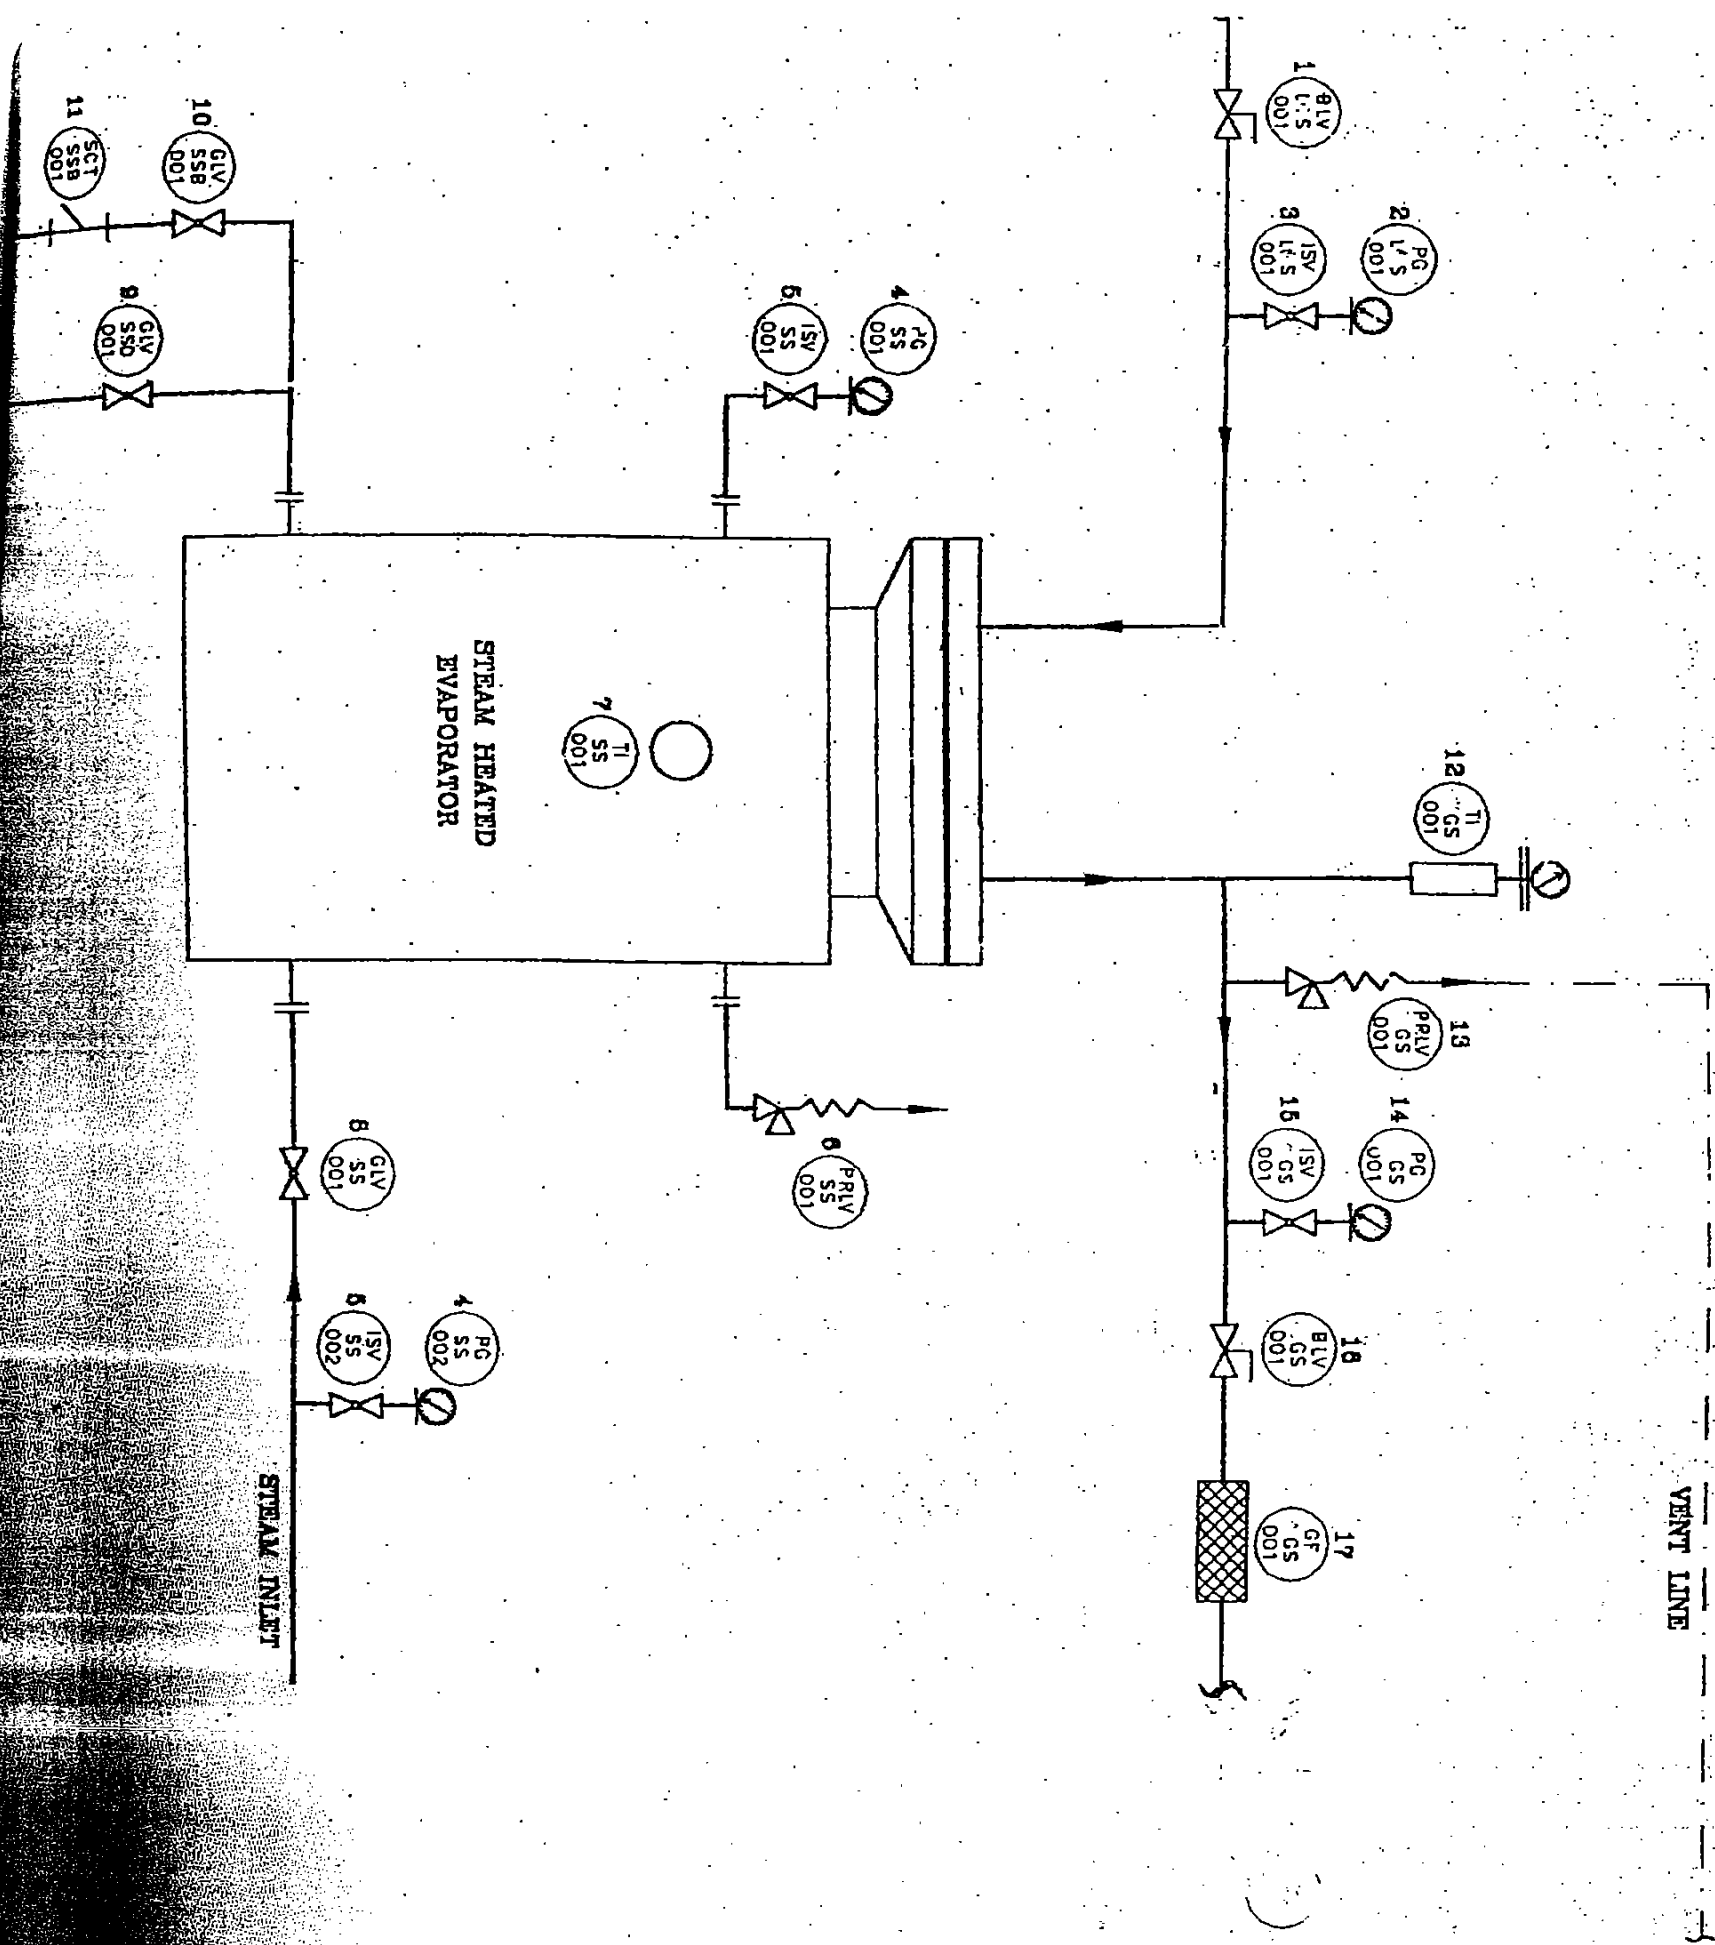 VENT LINE
12
TI
GS
001
13
PRLV
GS
001
2
PG
001
14
PG
GS
001
1
BLV
001
3
ISV
001
15
ISV
GS
001
16
BLV
GS
001
17
GF
GS
001
4
PG
SS
001
5
ISV
SS
001
6
PRLV
SS
001
7
TI
SS
001
STEAM HEATED
EVAPORATOR
4
PG
SS
002
5
ISV
SS
002
8
GLV
SS
001
STEAM INLET
10
GLV
SSB
001
9
GLV
SSD
001
11
SCT
SSB
001